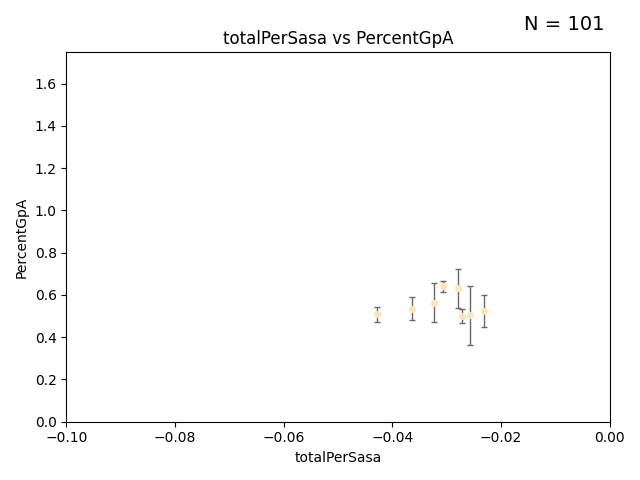 N = 101
totalPerSasa vs PercentGpA
PercentGpA
1.6
1.4
1.2
1.0
0.8
0.6
0.4
0.2
0.0
−0.10 −0.08 −0.06 −0.04 −0.02 0.00
totalPerSasa